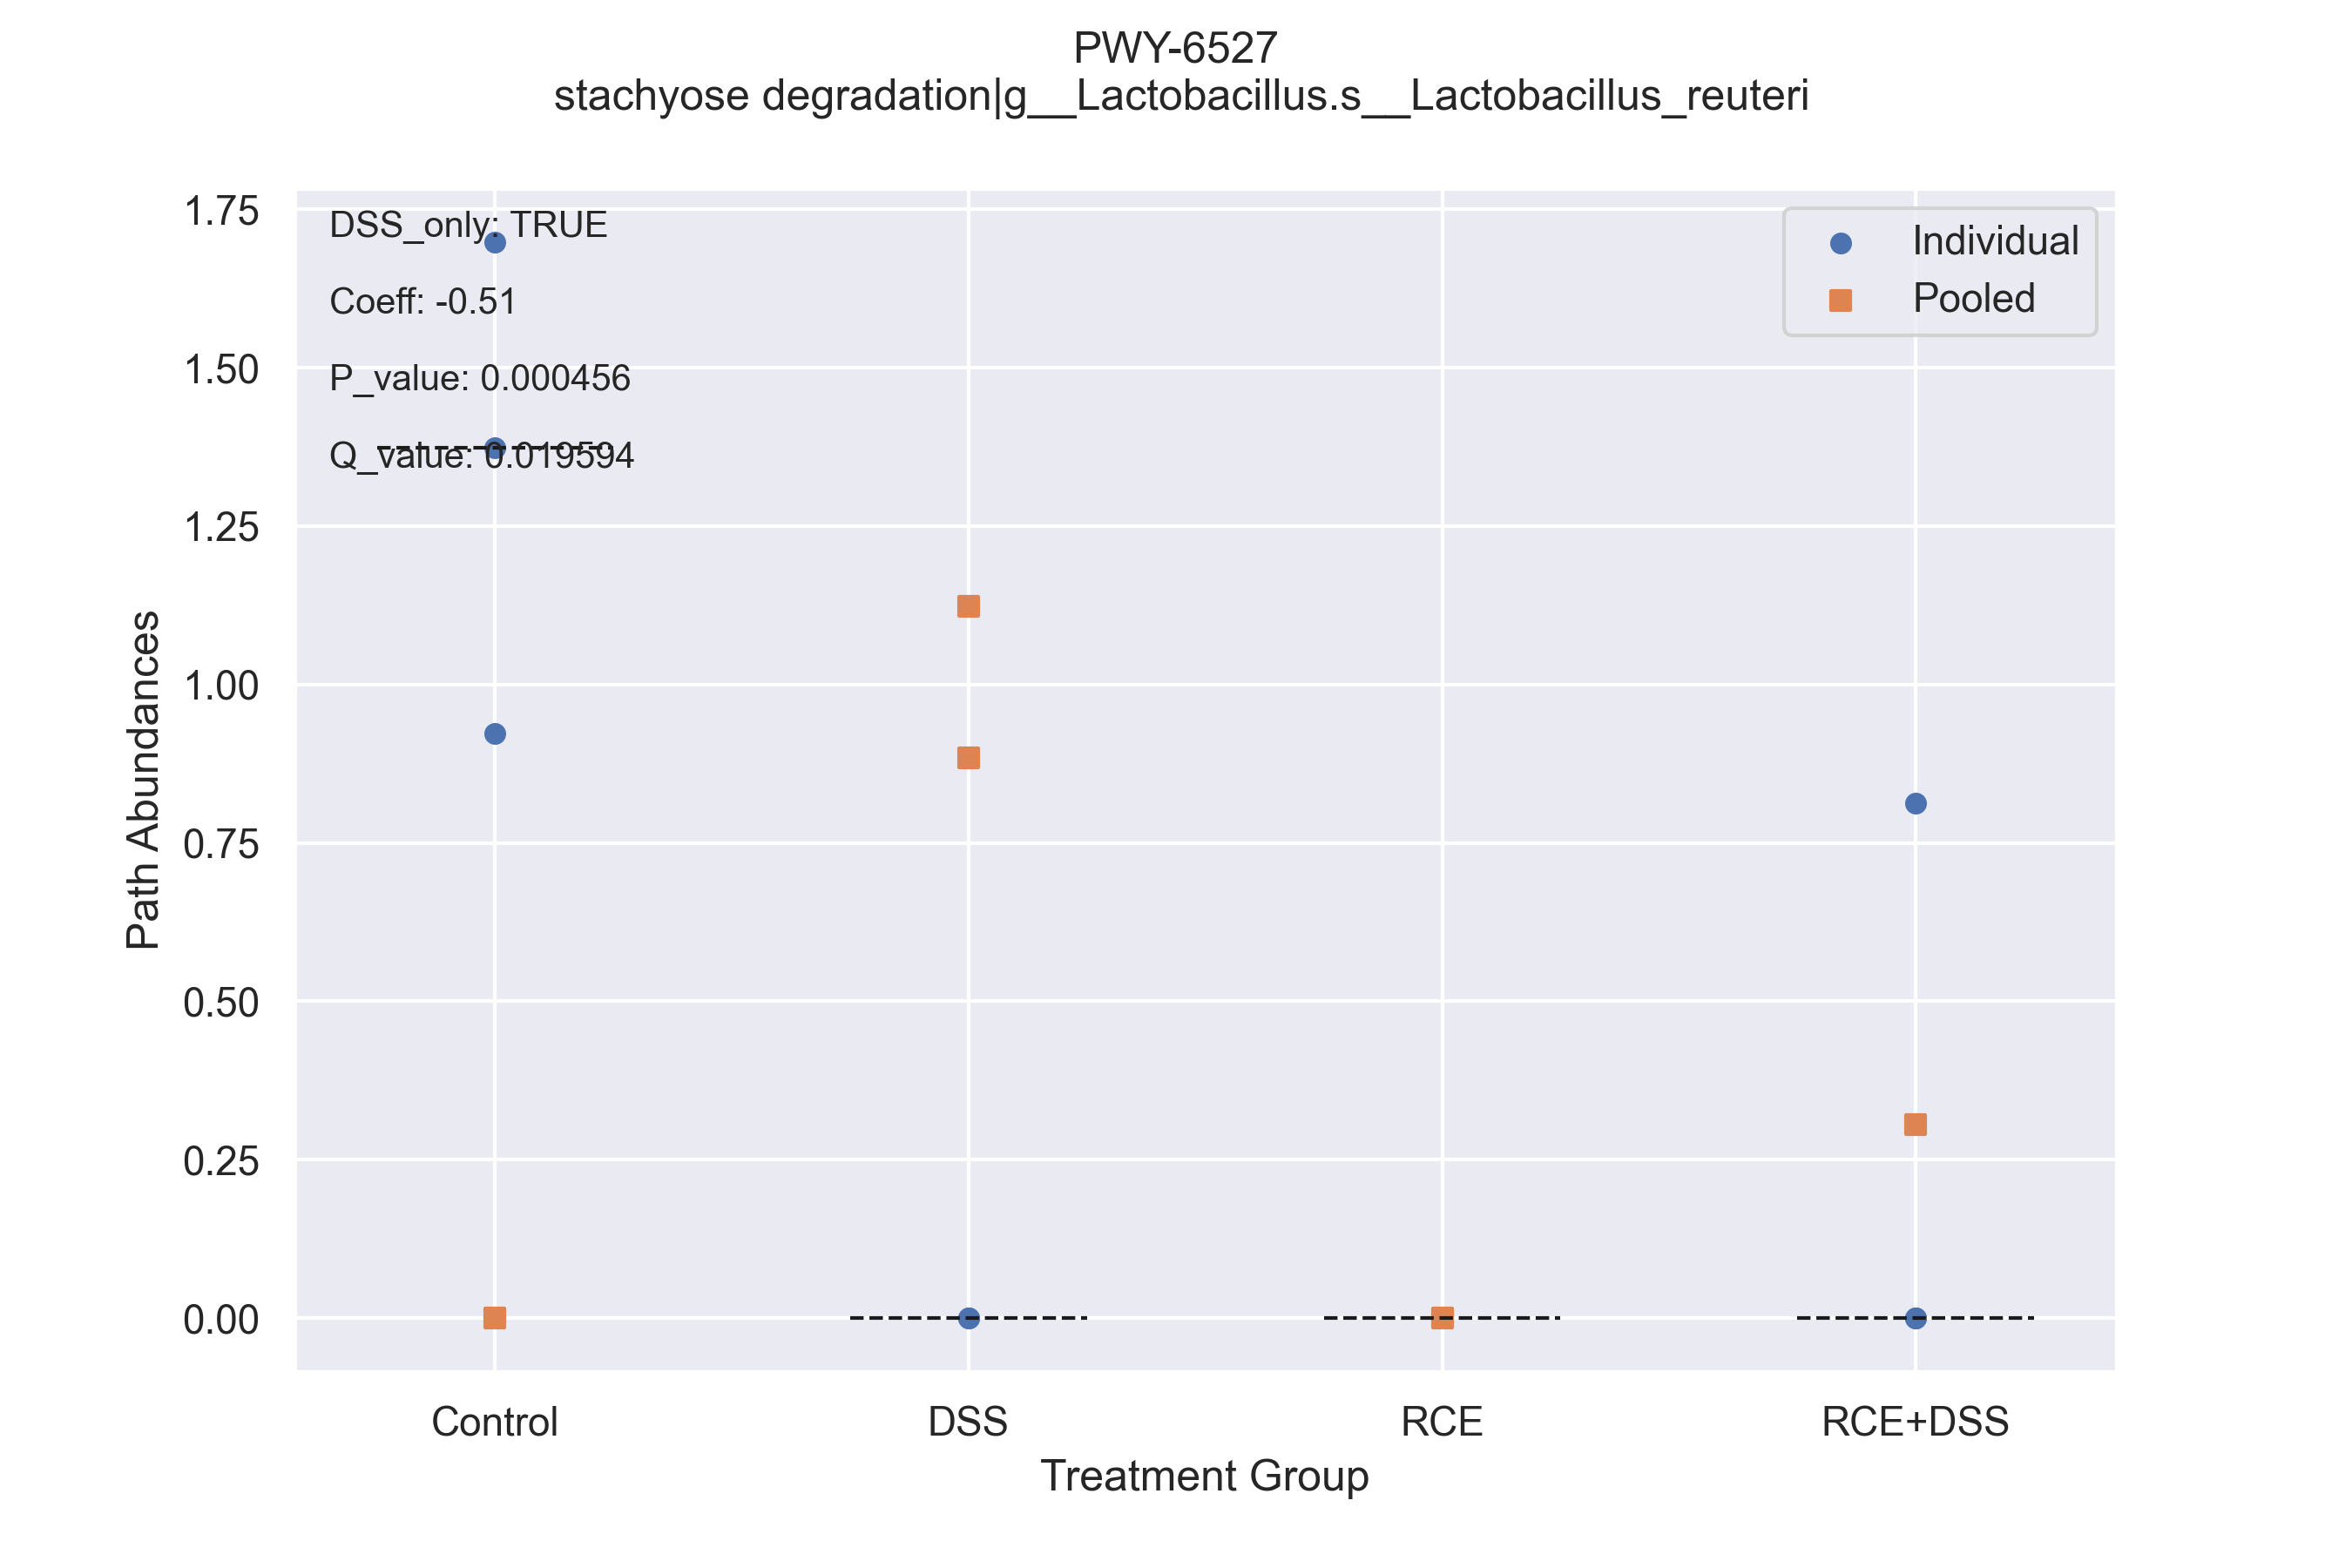 PWY-6527
stachyose degradation|g__Lactobacillus.s__Lactobacillus_reuteri
1.75
1.50
1.25
1.00
0.75
0.50
0.25
0.00
Path Abundances
DSS_only: TRUE
Coeff: -0.51
P_value: 0.000456
Q_value: 0.019594
Individual
Pooled
Control
DSS
RCE
RCE+DSS
Treatment Group